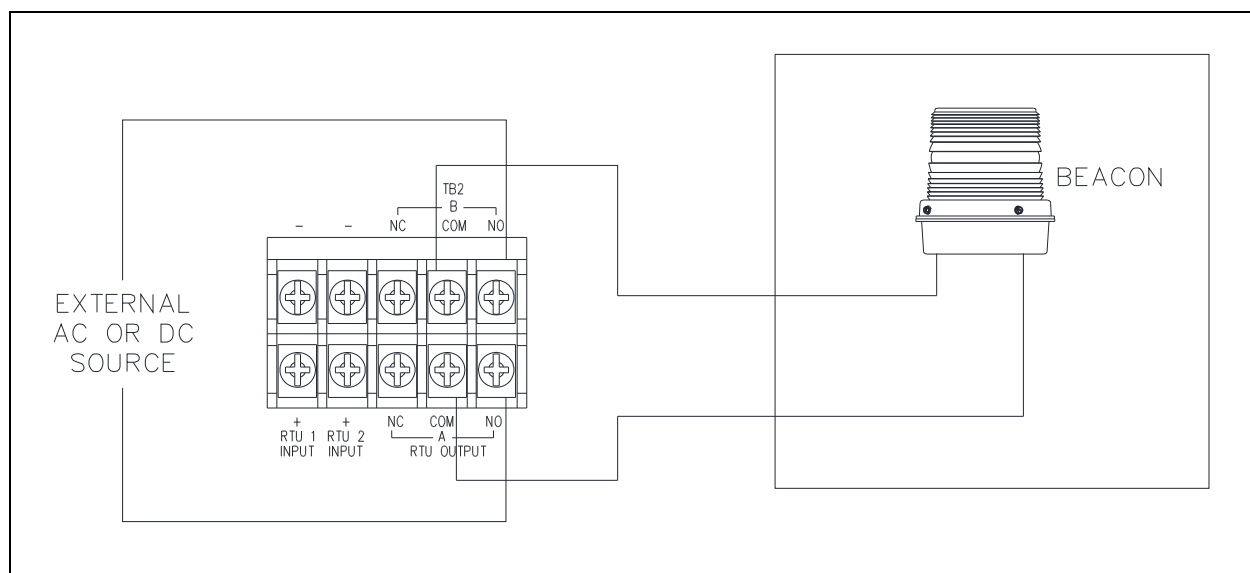 TB2
B
- - NC COM NO
BEACON
EXTERNAL
AC OR DC
SOURCE
+ + NC COM NO
RTU 1 RTU 2 A
INPUT INPUT RTU OUTPUT